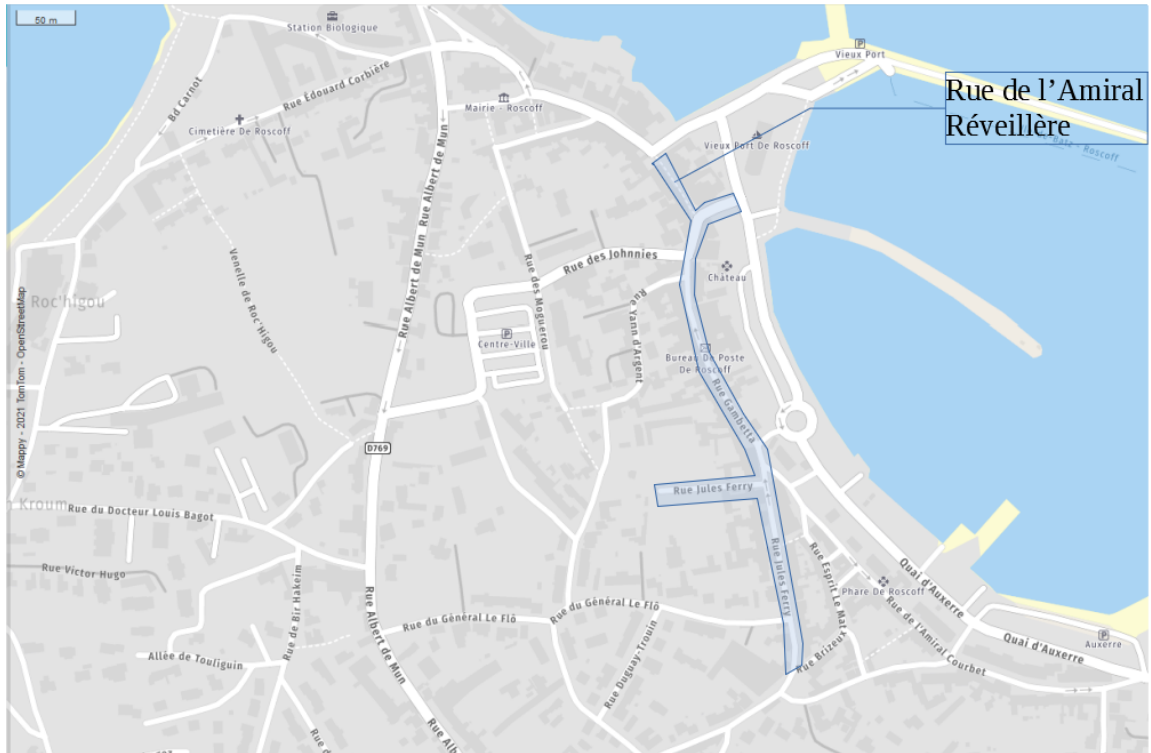 50 m
Station Biologique
Vieux Port
Bd Carnot
Rue Édouard Corbière
Mairie - Roscoff
Rue de l’Amiral
Réveillère
Cimetière De Roscoff
Vieux Port De Roscoff
Batz - Roscoff
Rue Albert de Mun
Rue Albert de Mun
Venelle de Roc'Higou
Rue des Moguerou
Rue des Johnnies
Château
Roc'higou
Rue Yann d'Argent
Centre-Ville
Bureau De Poste
De Roscoff
Rue Gambetta
© Mappy - 2021 TomTom - OpenStreetMap
D769
Kroum
Rue Jules Ferry
Rue du Docteur Louis Bagot
Rue Victor Hugo
Rue de Bir Hakeim
Rue Jules Ferry
Rue Esprit Le Mat
Quai d'Auxerre
Phare De Roscoff
Rue Albert de Mun
Rue du Général Le Flô
Rue du Général Le Flô
Rue de l'Amiral Courbet
Quai d'Auxerre
Auxerre
Allée de Touliguin
Rue Duguay-Trouin
Rue Brizeux
Rue Alb